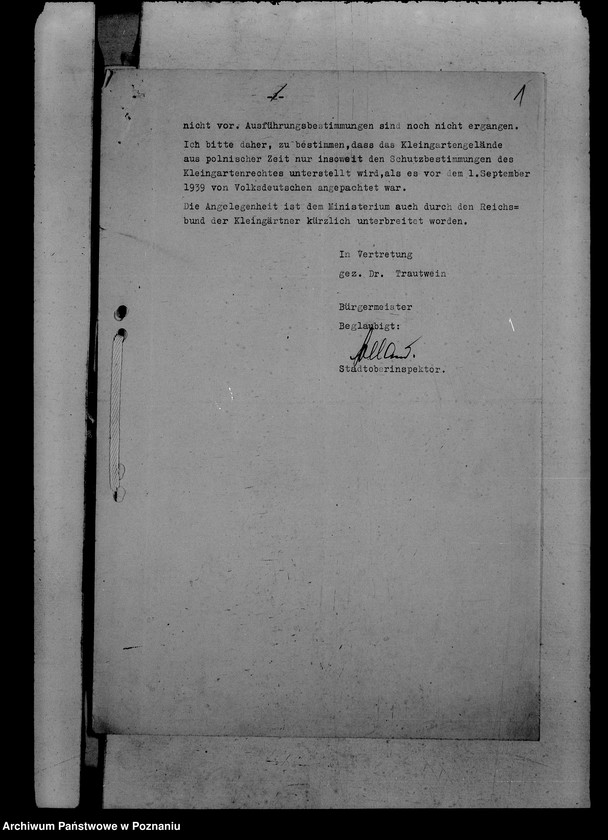 1
nicht vor. Ausführungsbestimmungen sind noch nicht ergangen.
Ich bitte daher, zu bestimmen,dass das Kleingartengelände
aus polnischer Zeit nur insoweit den Schutzbestimmungen des
Kleingartenrechtes unterstellt wird,als es vor dem 1.September
1939 von Volksdeutschen angepachtet war.
Die Angelegenheit ist dem Ministerium auch durch den Reichs=
bund der Kleingärtner kürzlich unterbreitet worden.
In Vertretung
gez. Dr. Trautwein
Bürgermeister
Beglaubigt:
Stadtoberinspektor.
Archiwum Państwowe w Poznaniu